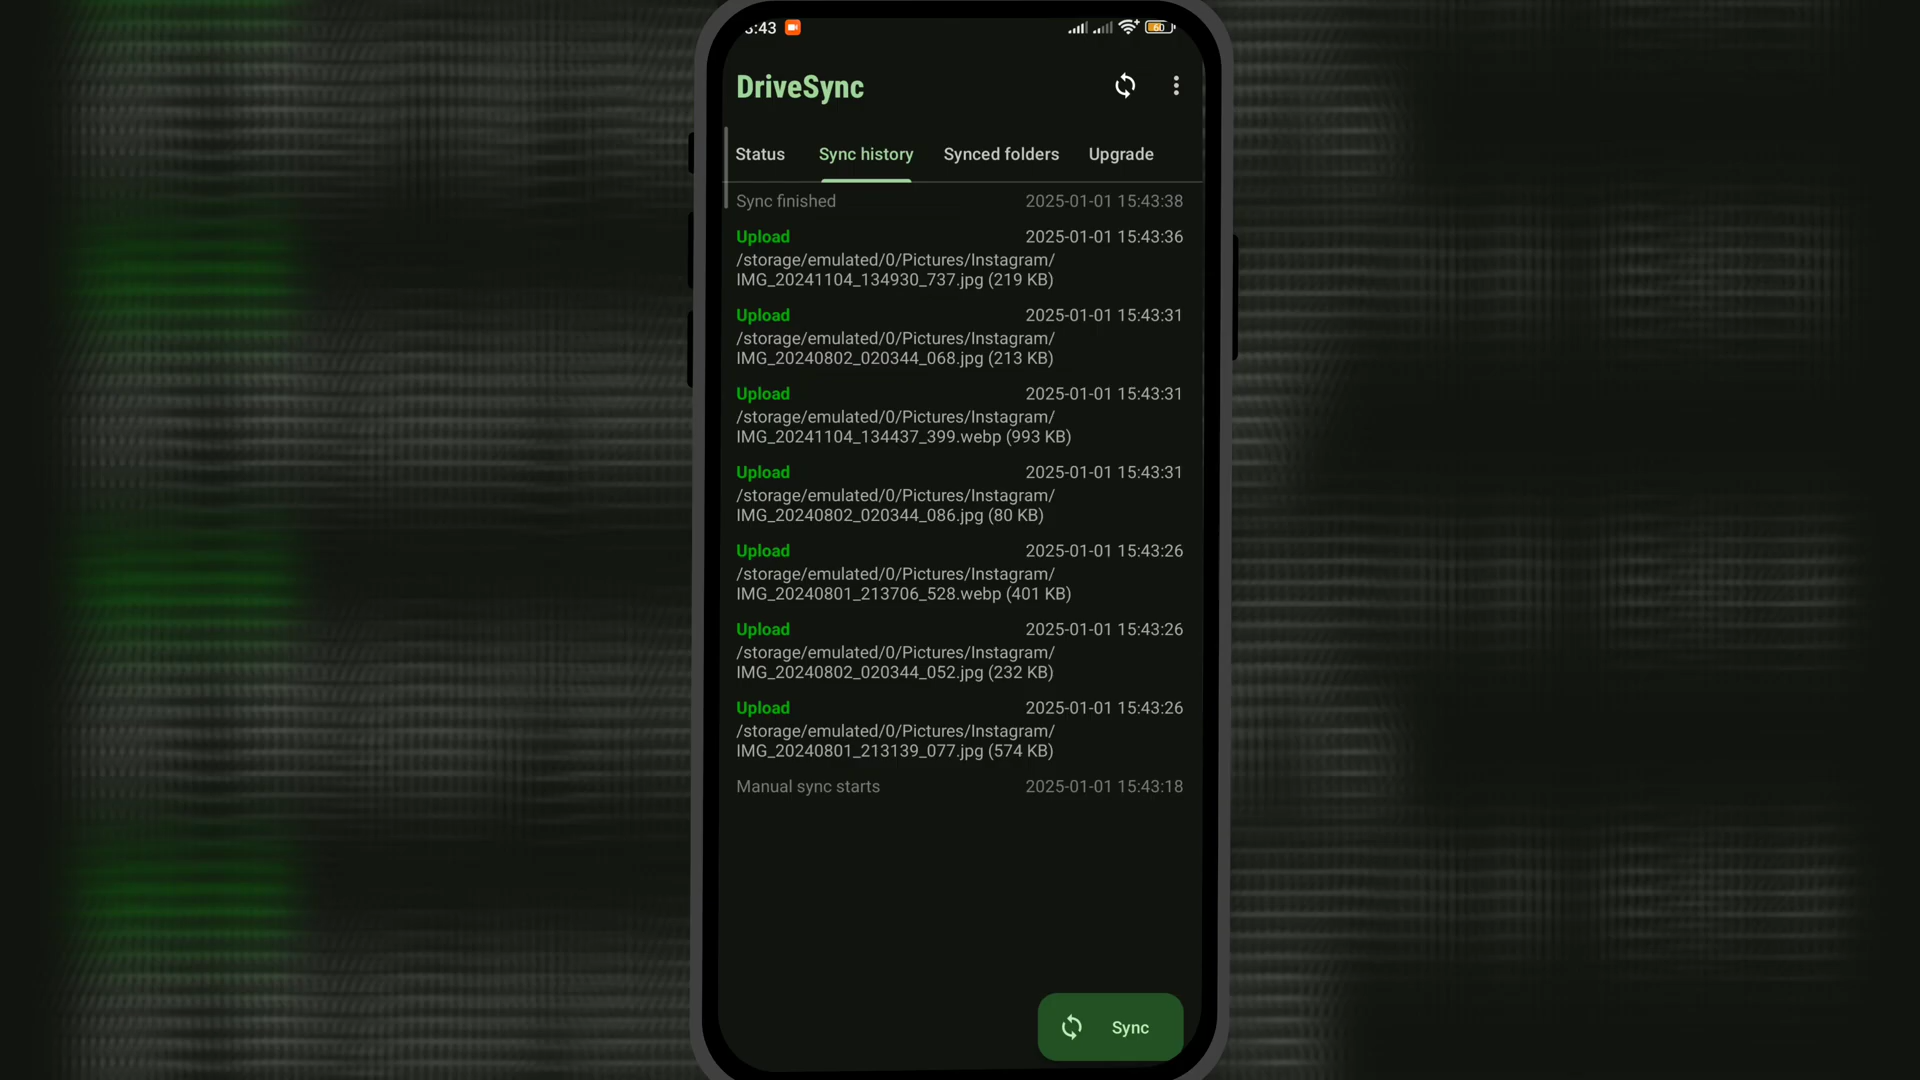 :43
60
DriveSync
Status Sync history Synced folders Upgrade
Sync finished 2025-01-01 15:43:38
Upload 2025-01-01 15:43:36
/storage/emulated/0/Pictures/Instagram/
IMG_20241104_134930_737.jpg (219 KB)
Upload 2025-01-01 15:43:31
/storage/emulated/0/Pictures/Instagram/
IMG_20240802_020344_068.jpg (213 KB)
Upload 2025-01-01 15:43:31
/storage/emulated/0/Pictures/Instagram/
IMG_20241104_134437_399.webp (993 KB)
Upload 2025-01-01 15:43:31
/storage/emulated/0/Pictures/Instagram/
IMG_20240802_020344_086.jpg (80 KB)
Upload 2025-01-01 15:43:26
/storage/emulated/0/Pictures/Instagram/
IMG_20240801_213706_528.webp (401 KB)
Upload 2025-01-01 15:43:26
/storage/emulated/0/Pictures/Instagram/
IMG_20240802_020344_052.jpg (232 KB)
Upload 2025-01-01 15:43:26
/storage/emulated/0/Pictures/Instagram/
IMG_20240801_213139_077.jpg (574 KB)
Manual sync starts 2025-01-01 15:43:18
Sync